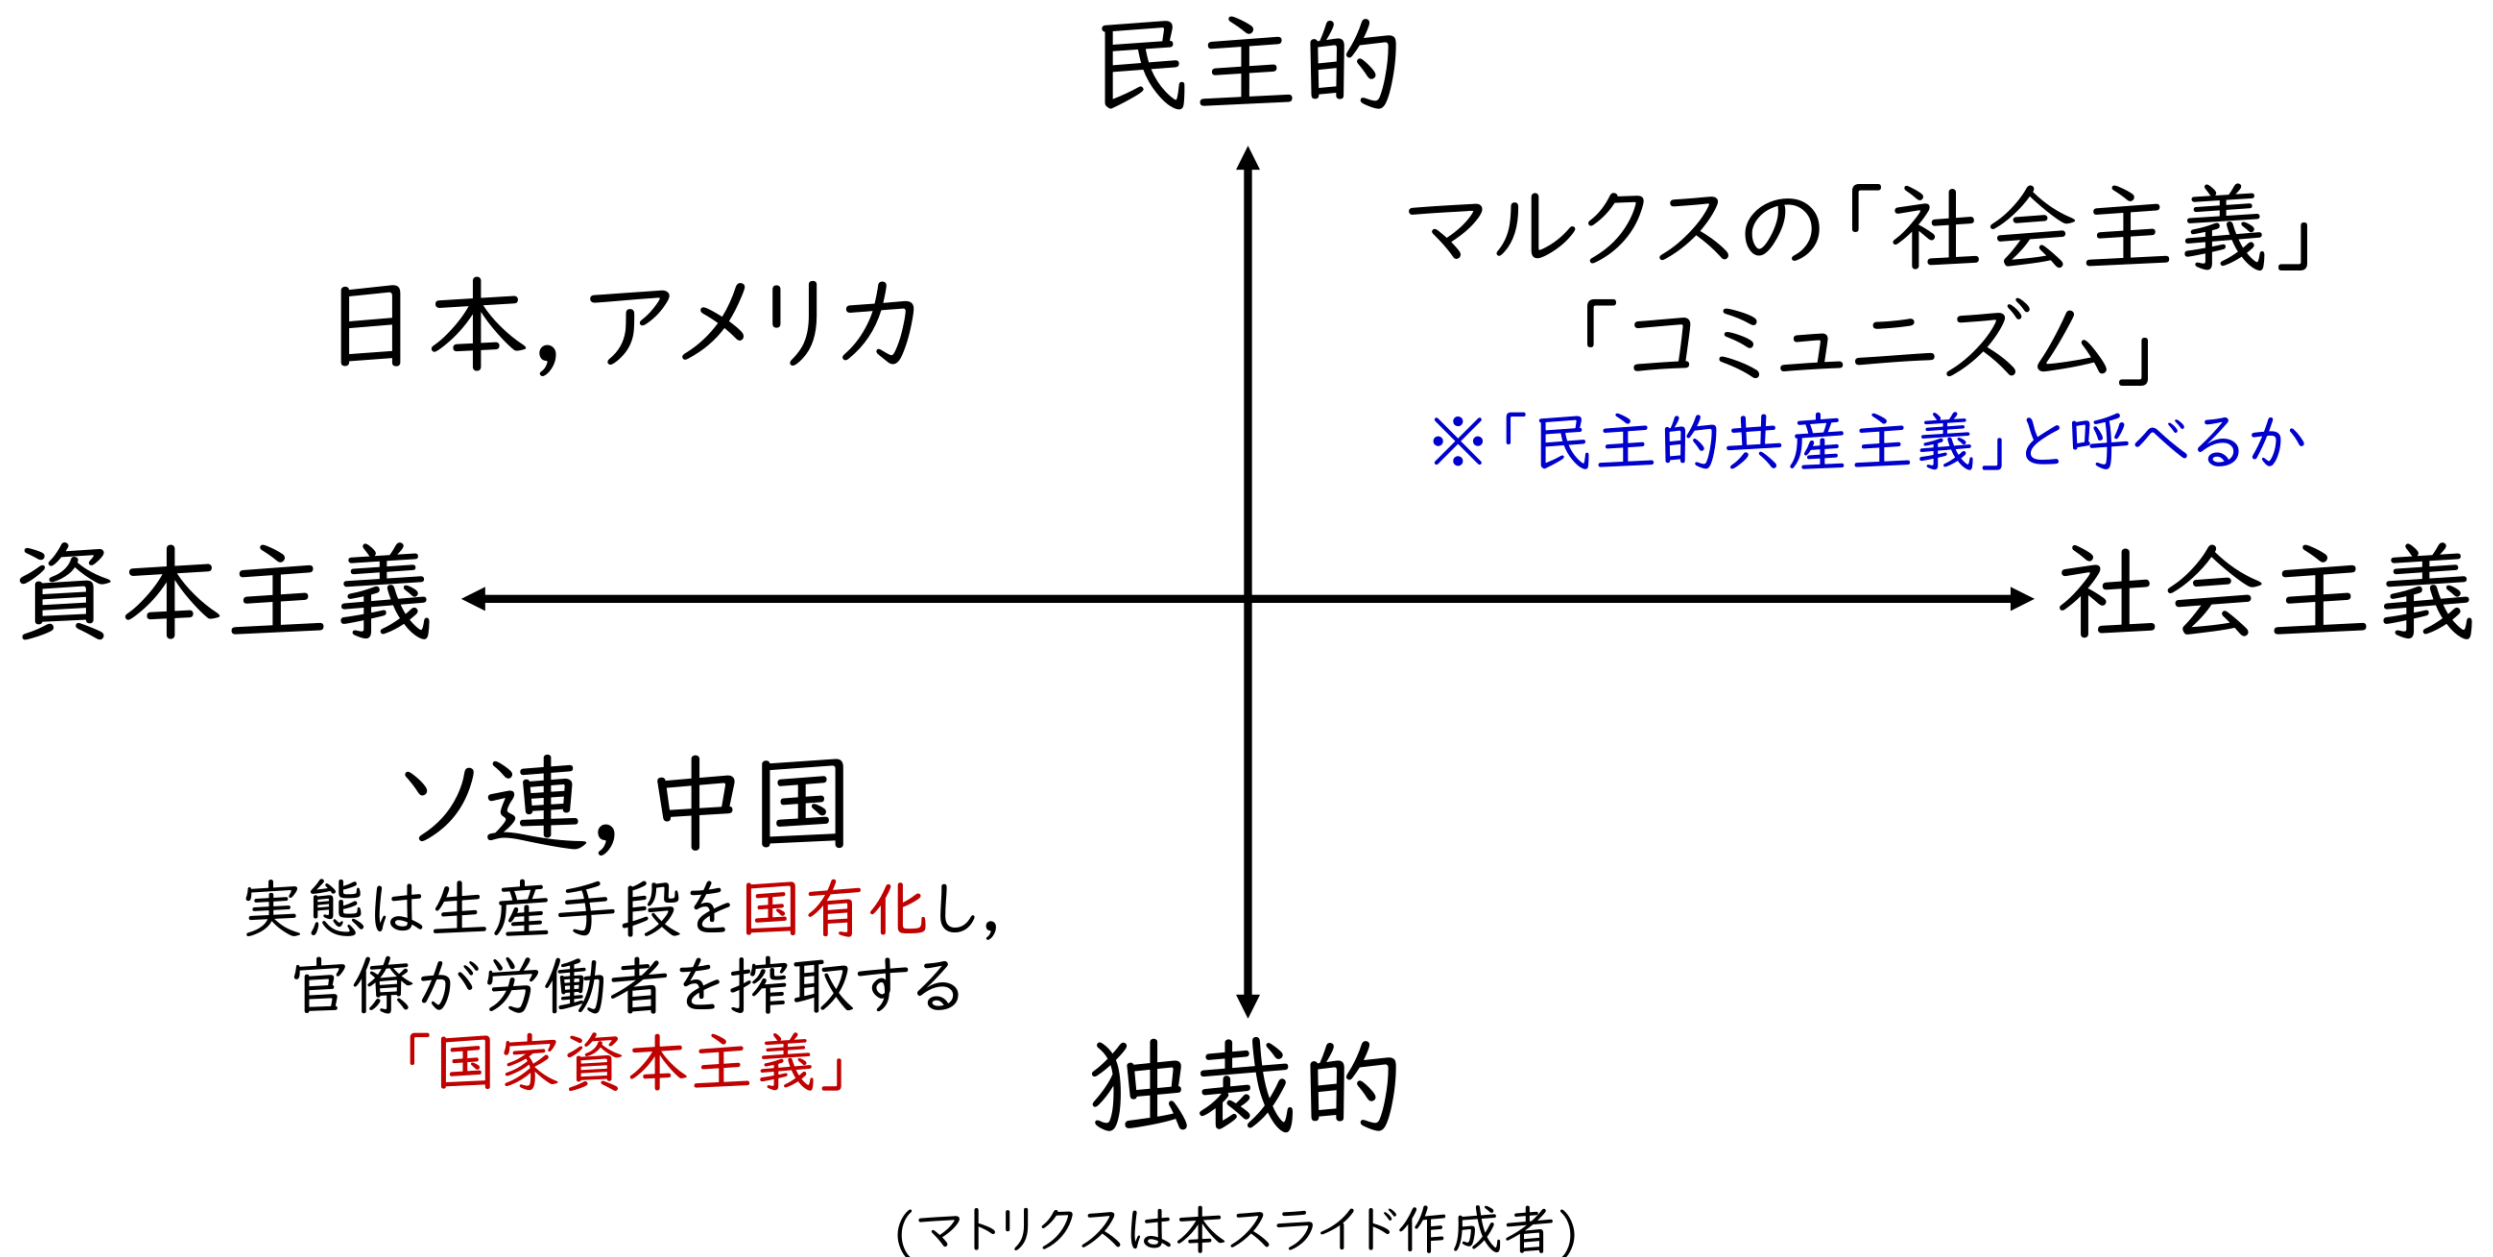 民主的
マルクスの「社会主義」
「コミュニズム」
※「民主的共産主義」と呼べるか
日本, アメリカ
資本主義
社会主義
ソ連, 中国
実態は生産手段を国有化し,
官様が労働者を搾取する
「国家資本主義」
独裁的
(マトリクスは本スライド作成者)